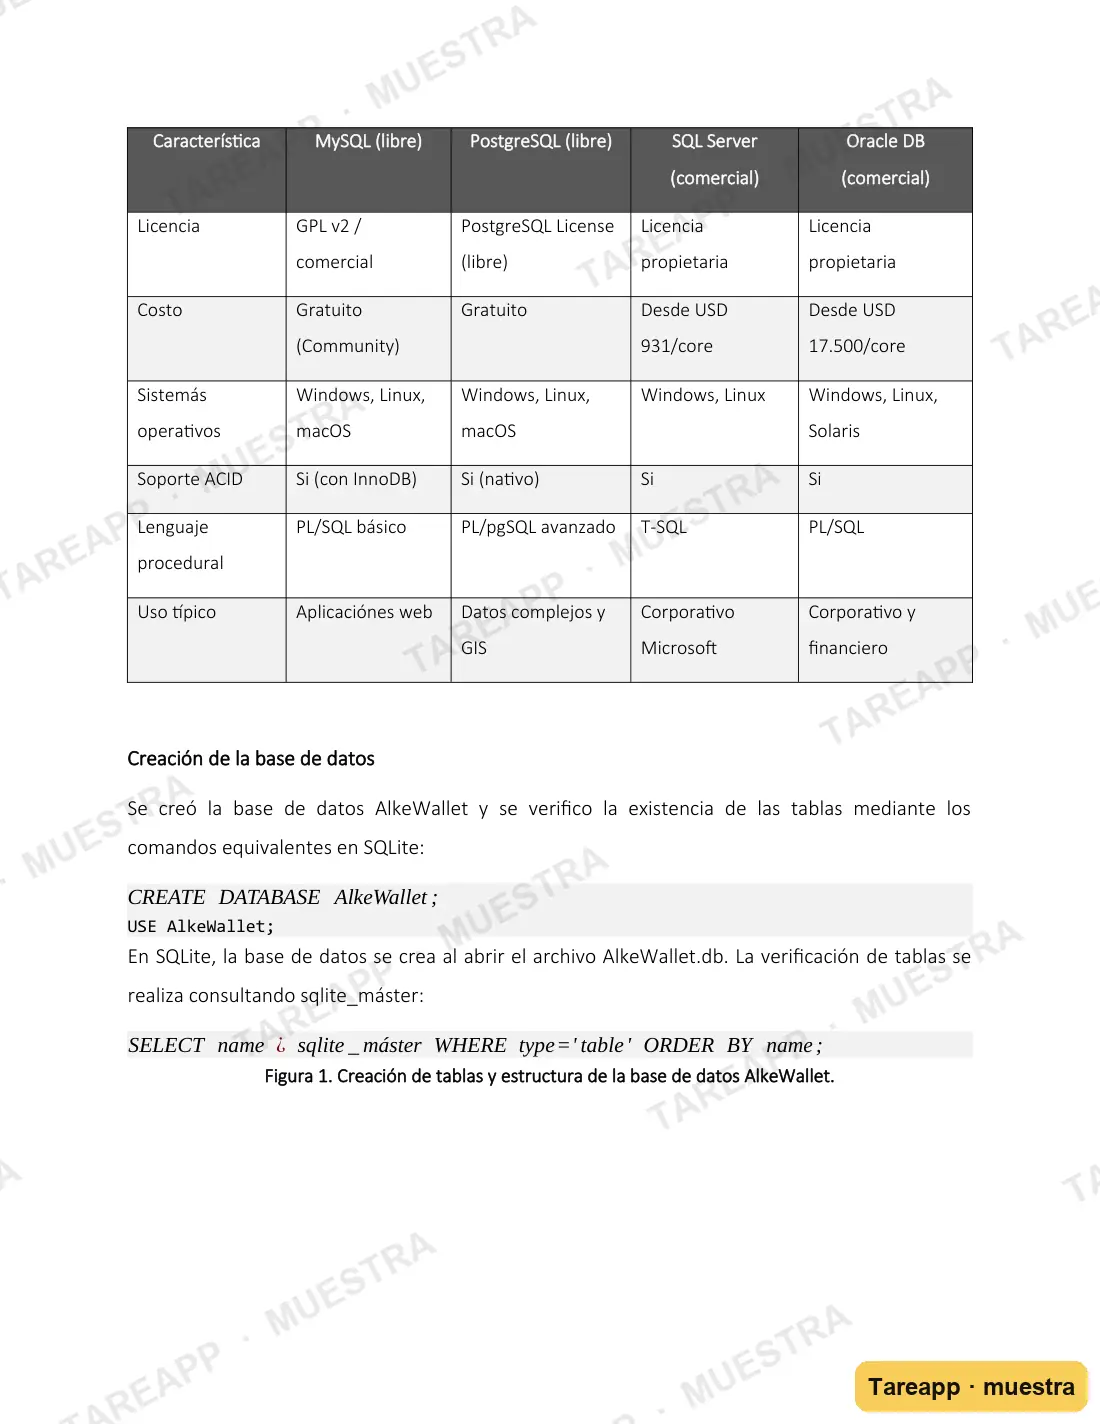 Característica MySQL (libre) PostgreSQL (libre) SQL Server Oracle DB
(comercial) (comercial)
Licencia GPL v2 / PostgreSQL License Licencia Licencia
comercial (libre) propietaria propietaria
Costo Gratuito Gratuito Desde USD Desde USD
(Community) 931/core 17.500/core
Sistemás Windows, Linux, Windows, Linux, Windows, Linux Windows, Linux,
operativos macOS macOS Solaris
Soporte ACID Si (con InnoDB) Si (nativo) Si Si
Lenguaje PL/SQL básico PL/pgSQL avanzado T-SQL PL/SQL
procedural
Uso típico Aplicaciónes web Datos complejos y Corporativo Corporativo y
GIS Microsoft financiero
Creación de la base de datos
Se creó la base de datos AlkeWallet y se verifico la existencia de las tablas mediante los
comandos equivalentes en SQLite:
CREATE DATABASE AlkeWallet ;
USE AlkeWallet;
En SQLite, la base de datos se crea al abrir el archivo AlkeWallet.db. La verificación de tablas se
realiza consultando sqlite_máster:
SELECT name ¿ sqlite _ máster WHERE type=' table ' ORDER BY name ;
Figura 1. Creación de tablas y estructura de la base de datos AlkeWallet.
TAREAPP · MUESTRA
Tareapp · muestra